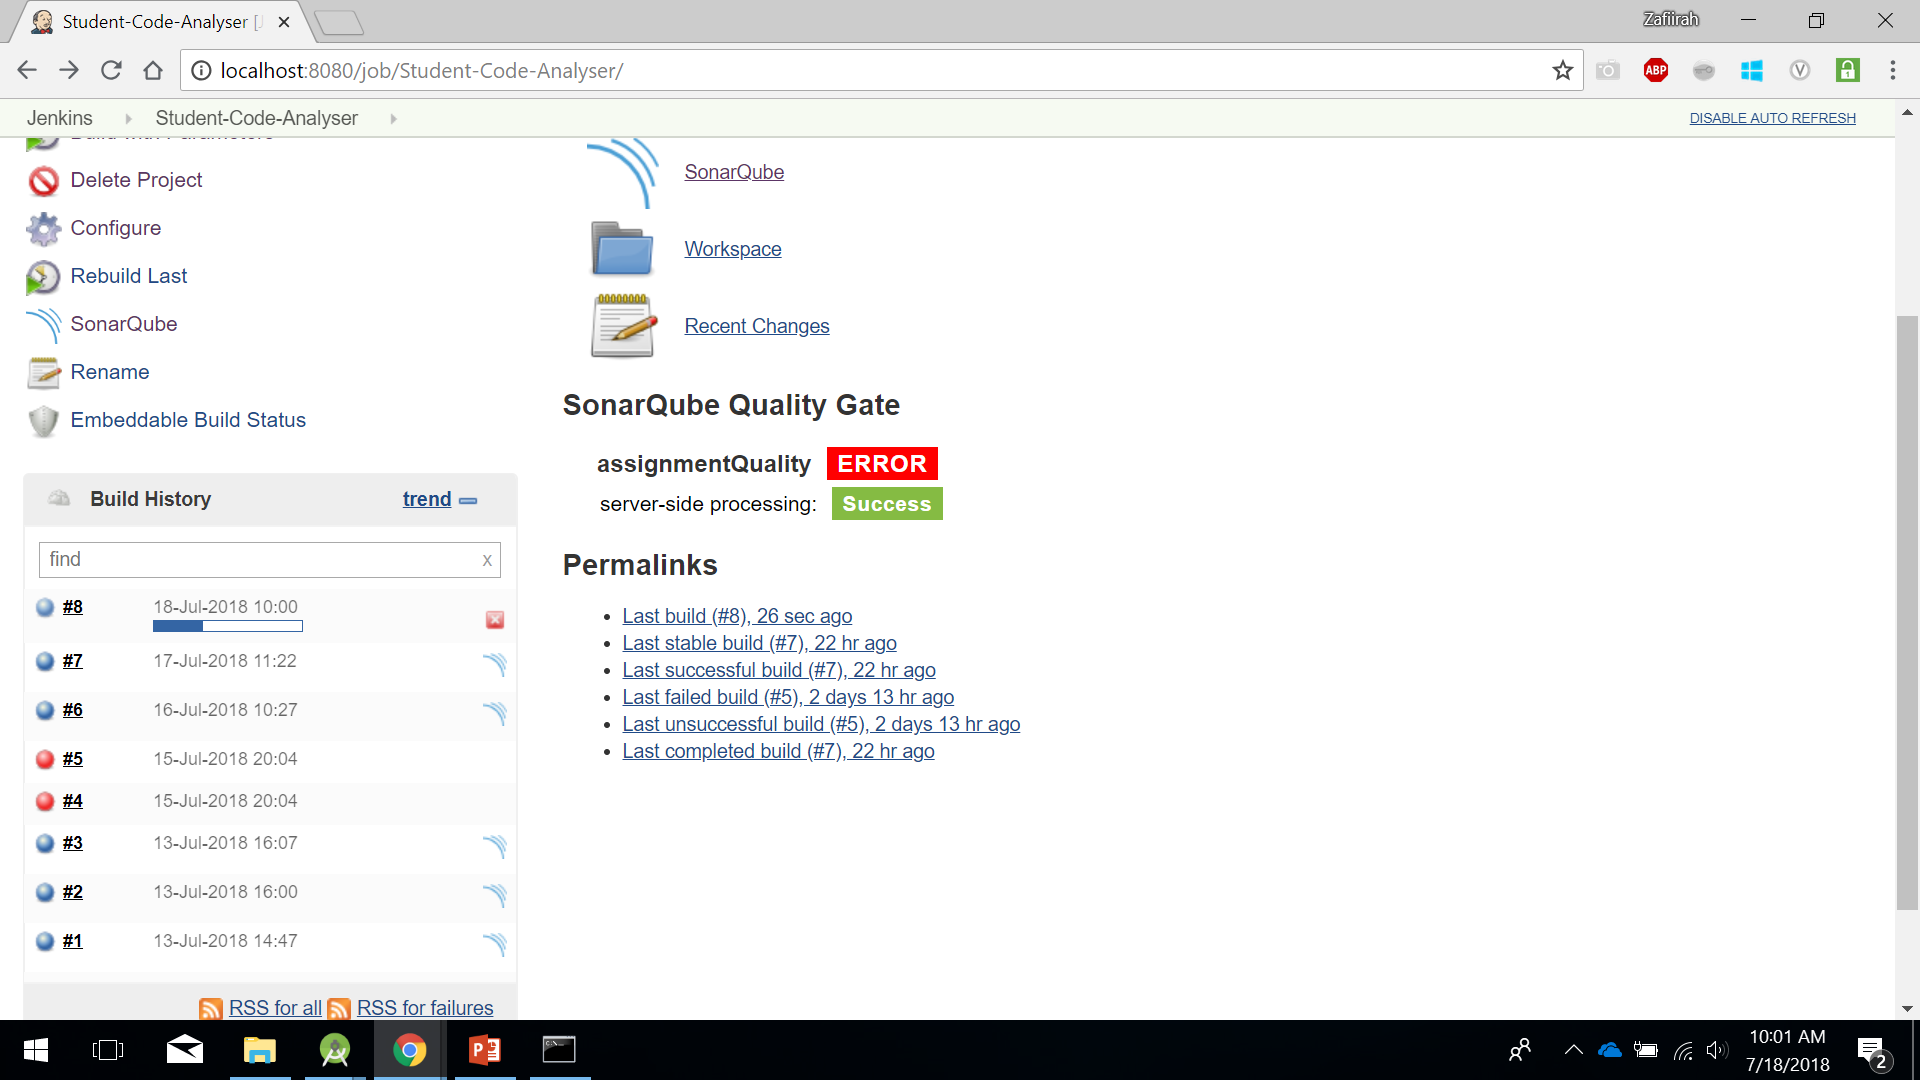 Student-Code-Analyser [
Zafiirah
localhost:8080/job/Student-Code-Analyser/
ABP
Jenkins
Student-Code-Analyser
DISABLE AUTO REFRESH
Build with Parameters
Delete Project
Configure
Rebuild Last
SonarQube
Rename
Embeddable Build Status
Build History
trend
find
x
#8
18-Jul-2018 10:00
#7
17-Jul-2018 11:22
#6
16-Jul-2018 10:27
#5
15-Jul-2018 20:04
#4
15-Jul-2018 20:04
#3
13-Jul-2018 16:07
#2
13-Jul-2018 16:00
#1
13-Jul-2018 14:47
RSS for all
RSS for failures
SonarQube
Workspace
Recent Changes
SonarQube Quality Gate
assignmentQuality ERROR
server-side processing: Success
Permalinks
Last build (#8), 26 sec ago
Last stable build (#7), 22 hr ago
Last successful build (#7), 22 hr ago
Last failed build (#5), 2 days 13 hr ago
Last unsuccessful build (#5), 2 days 13 hr ago
Last completed build (#7), 22 hr ago
10:01 AM
7/18/2018
2